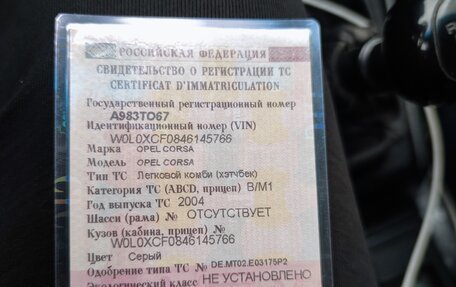 РОССИЙСКАЯ ФЕДЕРАЦИЯ
СВИДЕТЕЛЬСТВО О РЕГИСТРАЦИИ ТС
CERTIFICAT D'IMMATRICULATION
Государственный регистрационный номер
А983ТО67
Идентификационный номер (VIN)
W0L0XCF0846145766
Марка OPEL CORSA
Модель OPEL CORSA
Тип ТС Легковой комби (хэтчбек)
Категория ТС (ABCD, прицеп) B/M1
Год выпуска ТС 2004
Шасси (рама) № ОТСУТСТВУЕТ
Кузов (кабина, прицеп) №
W0L0XCF0846145766
Цвет Серый
Одобрение типа ТС № DE.MT02.E03175P2
Экологический класс НЕ УСТАНОВЛЕНО